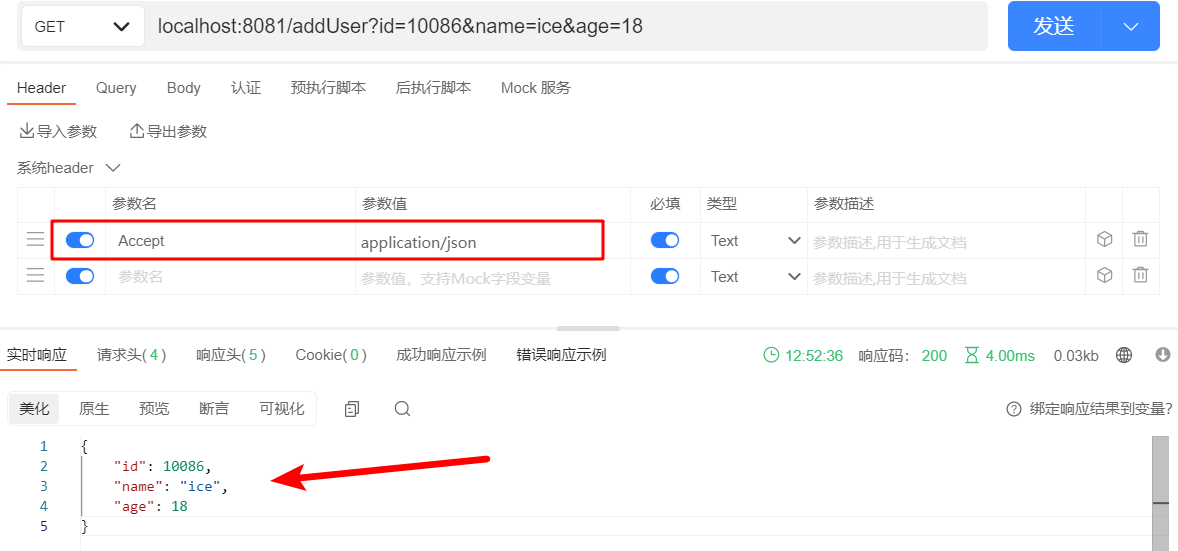 GET localhost:8081/addUser?id=10086&name=ice&age=18 发送
Header Query Body 认证 预执行脚本 后执行脚本 Mock 服务
导入参数 导出参数
系统header
参数名 参数值 必填 类型 参数描述
Accept application/json Text 参数描述,用于生成文档
参数名 参数值，支持Mock字段变量 Text 参数描述,用于生成文档
实时响应 请求头(4) 响应头(5) Cookie(0) 成功响应示例 错误响应示例 12:52:36 响应码： 200 4.00ms 0.03kb
美化 原生 预览 断言 可视化 绑定响应结果到变量?
1 {
2 "id": 10086,
3 "name": "ice",
4 "age": 18
5 }